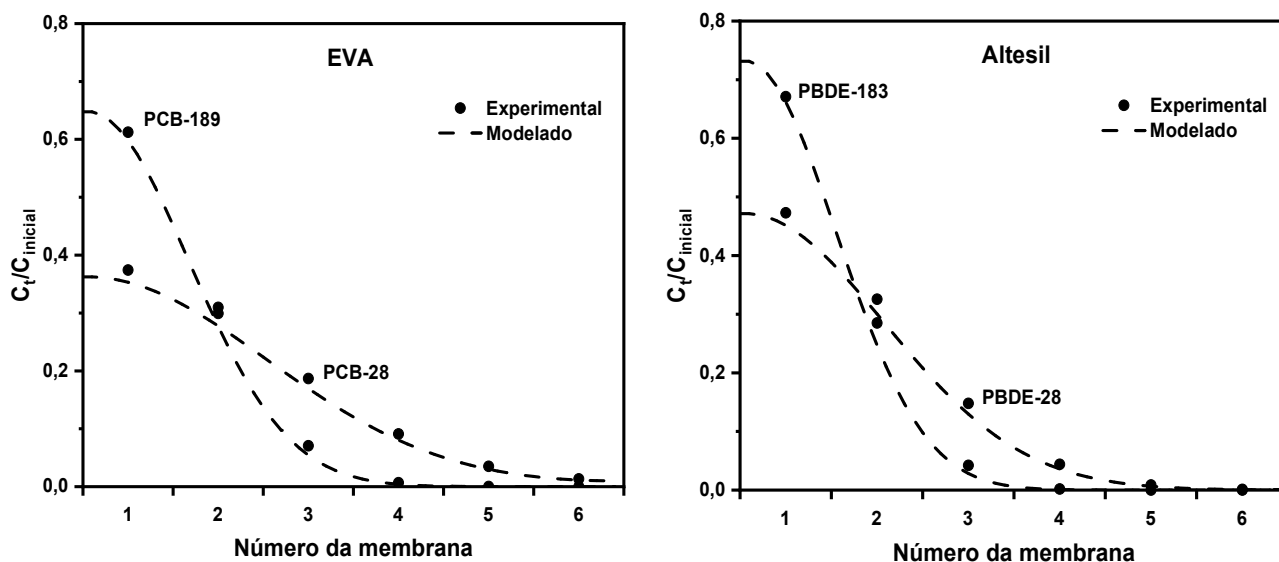 EVA
PCB-189
Experimental
Modelado
PCB-28
0,8
0,6
0,4
0,2
0,0
1 2 3 4 5 6
Número da membrana
Ct/Cinicial
Altesil
PBDE-183
Experimental
Modelado
PBDE-28
0,8
0,6
0,4
0,2
0,0
1 2 3 4 5 6
Número da membrana
Ct/Cinicial